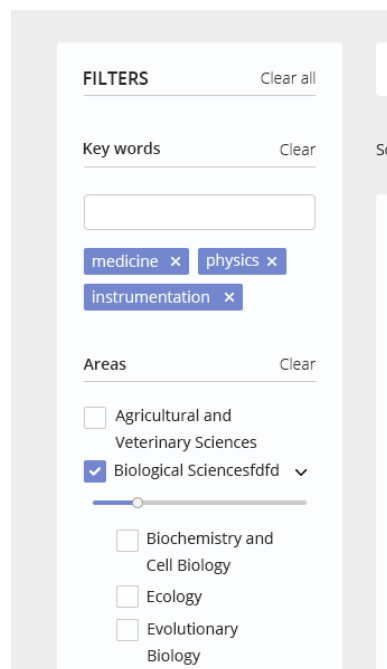 FILTERS Clear all
Key words Clear
medicine × physics ×
instrumentation ×
Areas Clear
Agricultural and
Veterinary Sciences
Biological Sciencesfdfd
Biochemistry and
Cell Biology
Ecology
Evolutionary
Biology